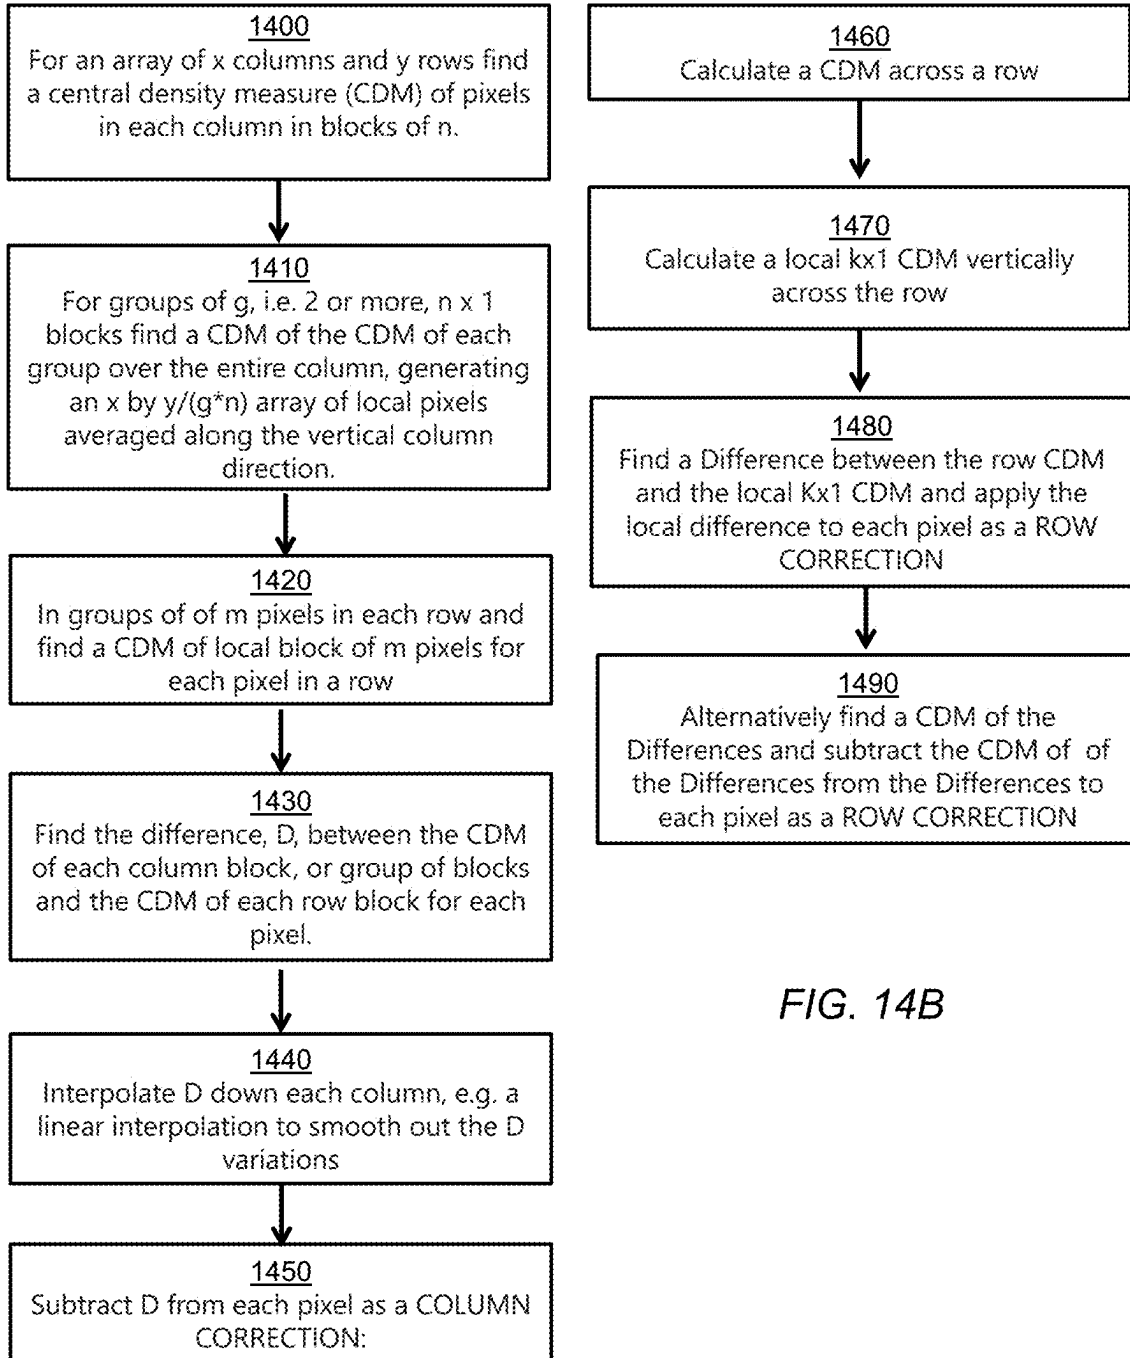 1400
For an array of x columns and y rows find
a central density measure (CDM) of pixels
in each column in blocks of n.
1410
For groups of g, i.e. 2 or more, n x 1
blocks find a CDM of the CDM of each
group over the entire column, generating
an x by y/(g*n) array of local pixels
averaged along the vertical column
direction.
1420
In groups of of m pixels in each row and
find a CDM of local block of m pixels for
each pixel in a row
1430
Find the difference, D, between the CDM
of each column block, or group of blocks
and the CDM of each row block for each
pixel.
1440
Interpolate D down each column, e.g. a
linear interpolation to smooth out the D
variations
1450
Subtract D from each pixel as a COLUMN
CORRECTION:
1460
Calculate a CDM across a row
1470
Calculate a local kx1 CDM vertically
across the row
1480
Find a Difference between the row CDM
and the local Kx1 CDM and apply the
local difference to each pixel as a ROW
CORRECTION
1490
Alternatively find a CDM of the
Differences and subtract the CDM of of
the Differences from the Differences to
each pixel as a ROW CORRECTION
FIG. 14B